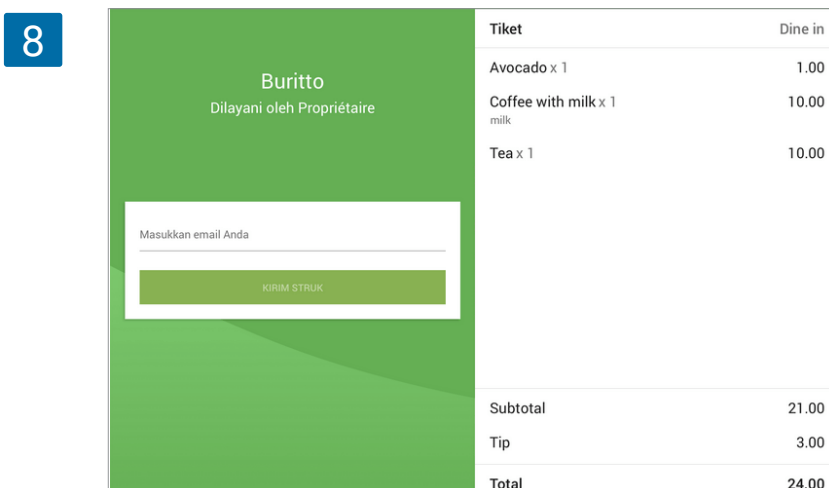 8
Buritto
Dilayani oleh Propriétaire
Masukkan email Anda
KIRIM STRUK
Tiket Dine in
Avocado x 1 1.00
Coffee with milk x 1 10.00
milk
Tea x 1 10.00
Subtotal 21.00
Tip 3.00
Total 24.00